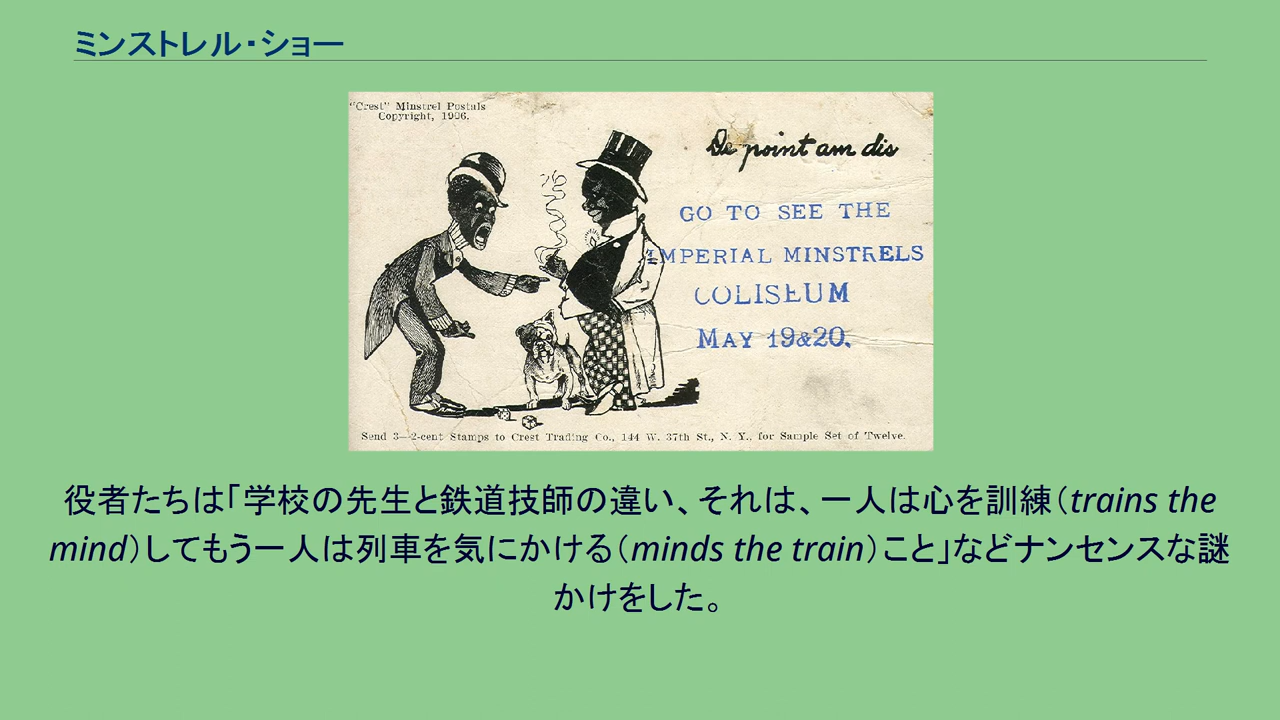 ミンストレル・ショー
"Crest" Minstrel Postals
Copyright, 1906.
De point am dis
GO TO SEE THE
IMPERIAL MINSTRELS
COLISEUM
MAY 19&20.
Send 3—2-cent Stamps to Crest Trading Co., 144 W. 37th St., N. Y., for Sample Set of Twelve.
役者たちは「学校の先生と鉄道技師の違い、それは、一人は心を訓練（trains the
mind）してもう一人は列車を気にかける（minds the train）こと」などナンセンスな謎
かけをした。